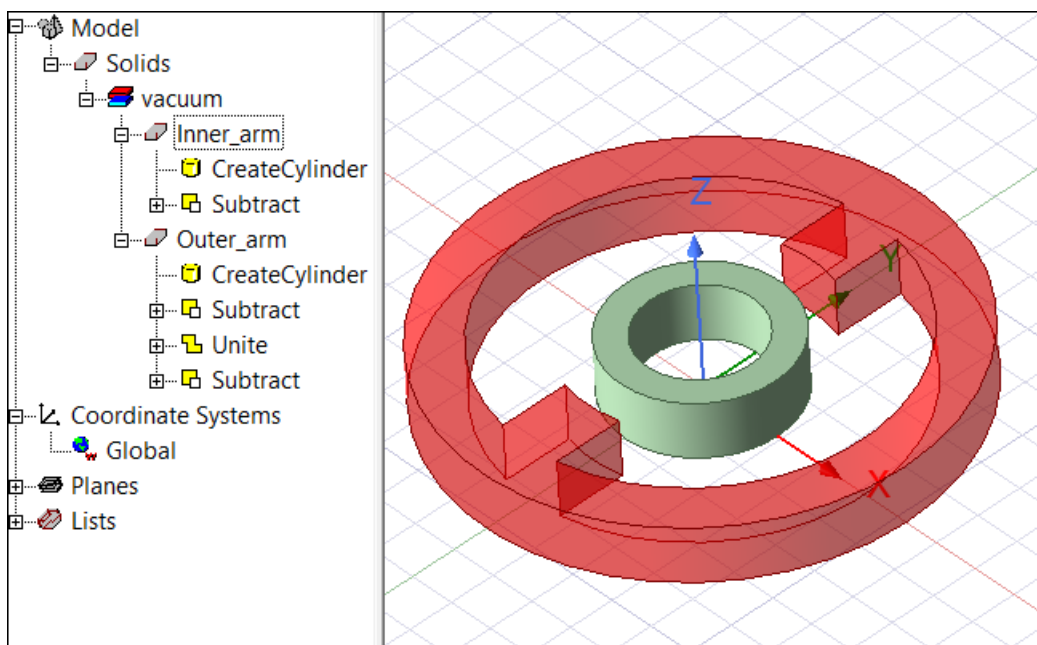 Model
Solids
vacuum
Inner_arm
CreateCylinder
Subtract
Outer_arm
CreateCylinder
Subtract
Unite
Subtract
Coordinate Systems
Global
Planes
Lists
Z
Y
X